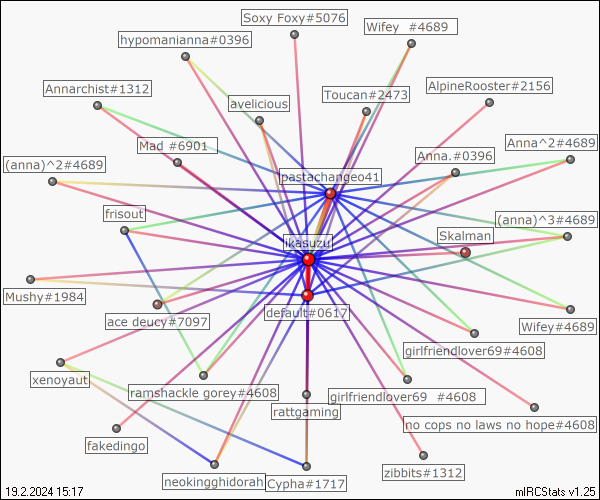 Soxy Foxy#5076
Wifey  #4689
hypomanianna#0396
Annarchist#1312
avelicious
Toucan#2473
AlpineRooster#2156
Mad #6901
Anna^2#4689
(anna)^2#4689
pastachangeo41
Anna.#0396
frisout
(anna)^3#4689
ikasuzu
Skalman
Mushy#1984
default#0617
ace deucy#7097
Wifey#4689
girlfriendlover69#4608
xenoyaut
ramshackle gorey#4608
girlfriendlover69  #4608
rattgaming
no cops no laws no hope#4608
fakedingo
neokingghidorah
Cypha#1717
zibbits#1312
19.2.2024 15:17
mIRCStats v1.25